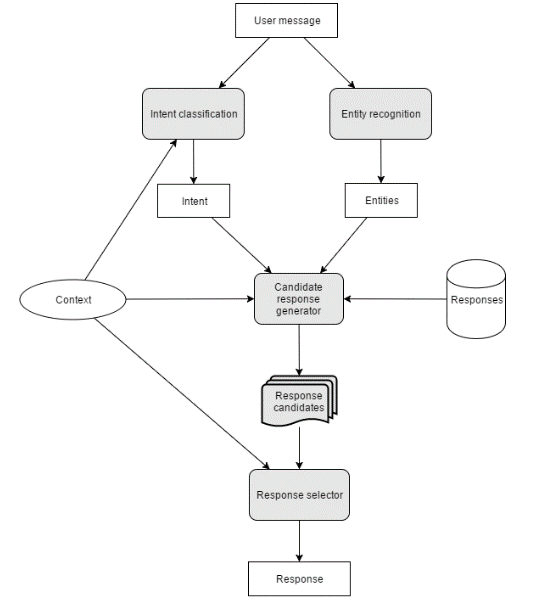 User message
Intent classification
Entity recognition
Intent
Entities
Context
Candidate
response
generator
Responses
Response
candidates
Response selector
Response